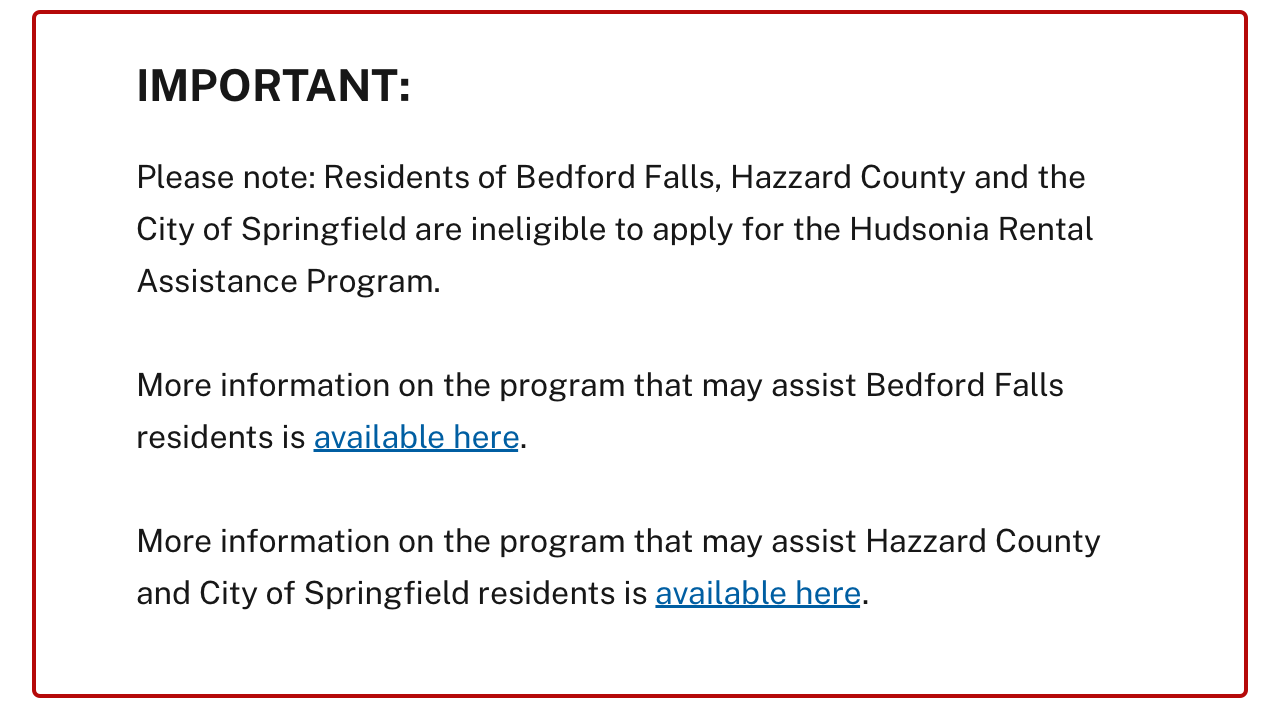 IMPORTANT:
Please note: Residents of Bedford Falls, Hazzard County and the
City of Springfield are ineligible to apply for the Hudsonia Rental
Assistance Program.
More information on the program that may assist Bedford Falls
residents is available here.
More information on the program that may assist Hazzard County
and City of Springfield residents is available here.